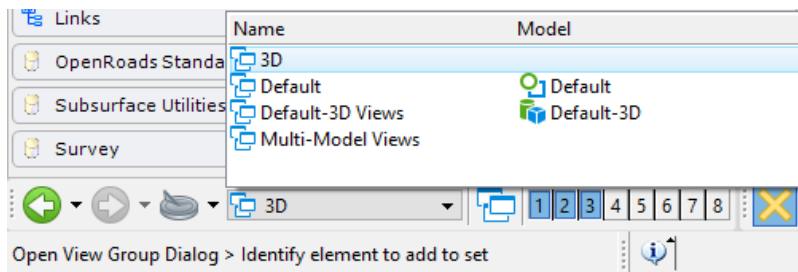 Links
Name Model
OpenRoads Standa
3D
Default Default
Subsurface Utilities
Default-3D Views Default-3D
Multi-Model Views
Survey
3D 1 2 3 4 5 6 7 8
Open View Group Dialog > Identify element to add to set